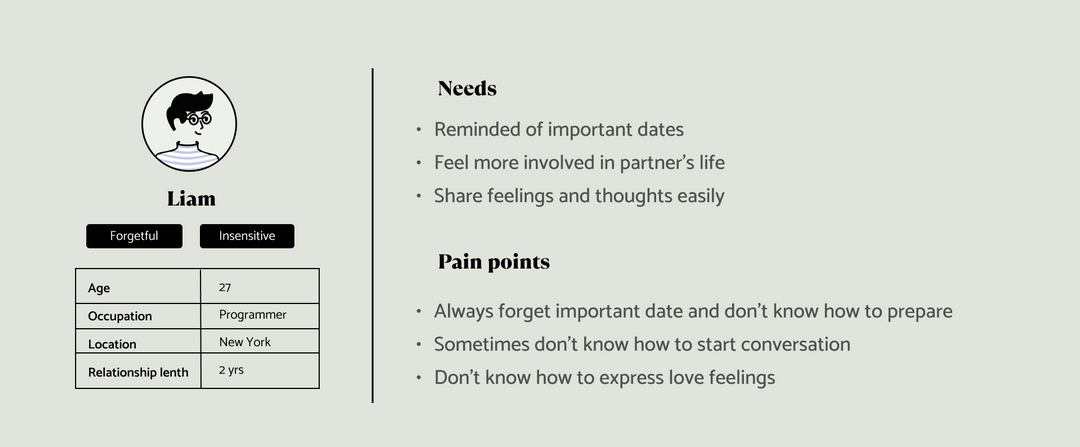 Liam
Forgetful
Insensitive
Age 27
Occupation Programmer
Location New York
Relationship lenth 2 yrs
Needs
• Reminded of important dates
• Feel more involved in partner's life
• Share feelings and thoughts easily
Pain points
• Always forget important date and don't know how to prepare
• Sometimes don't know how to start conversation
• Don't know how to express love feelings